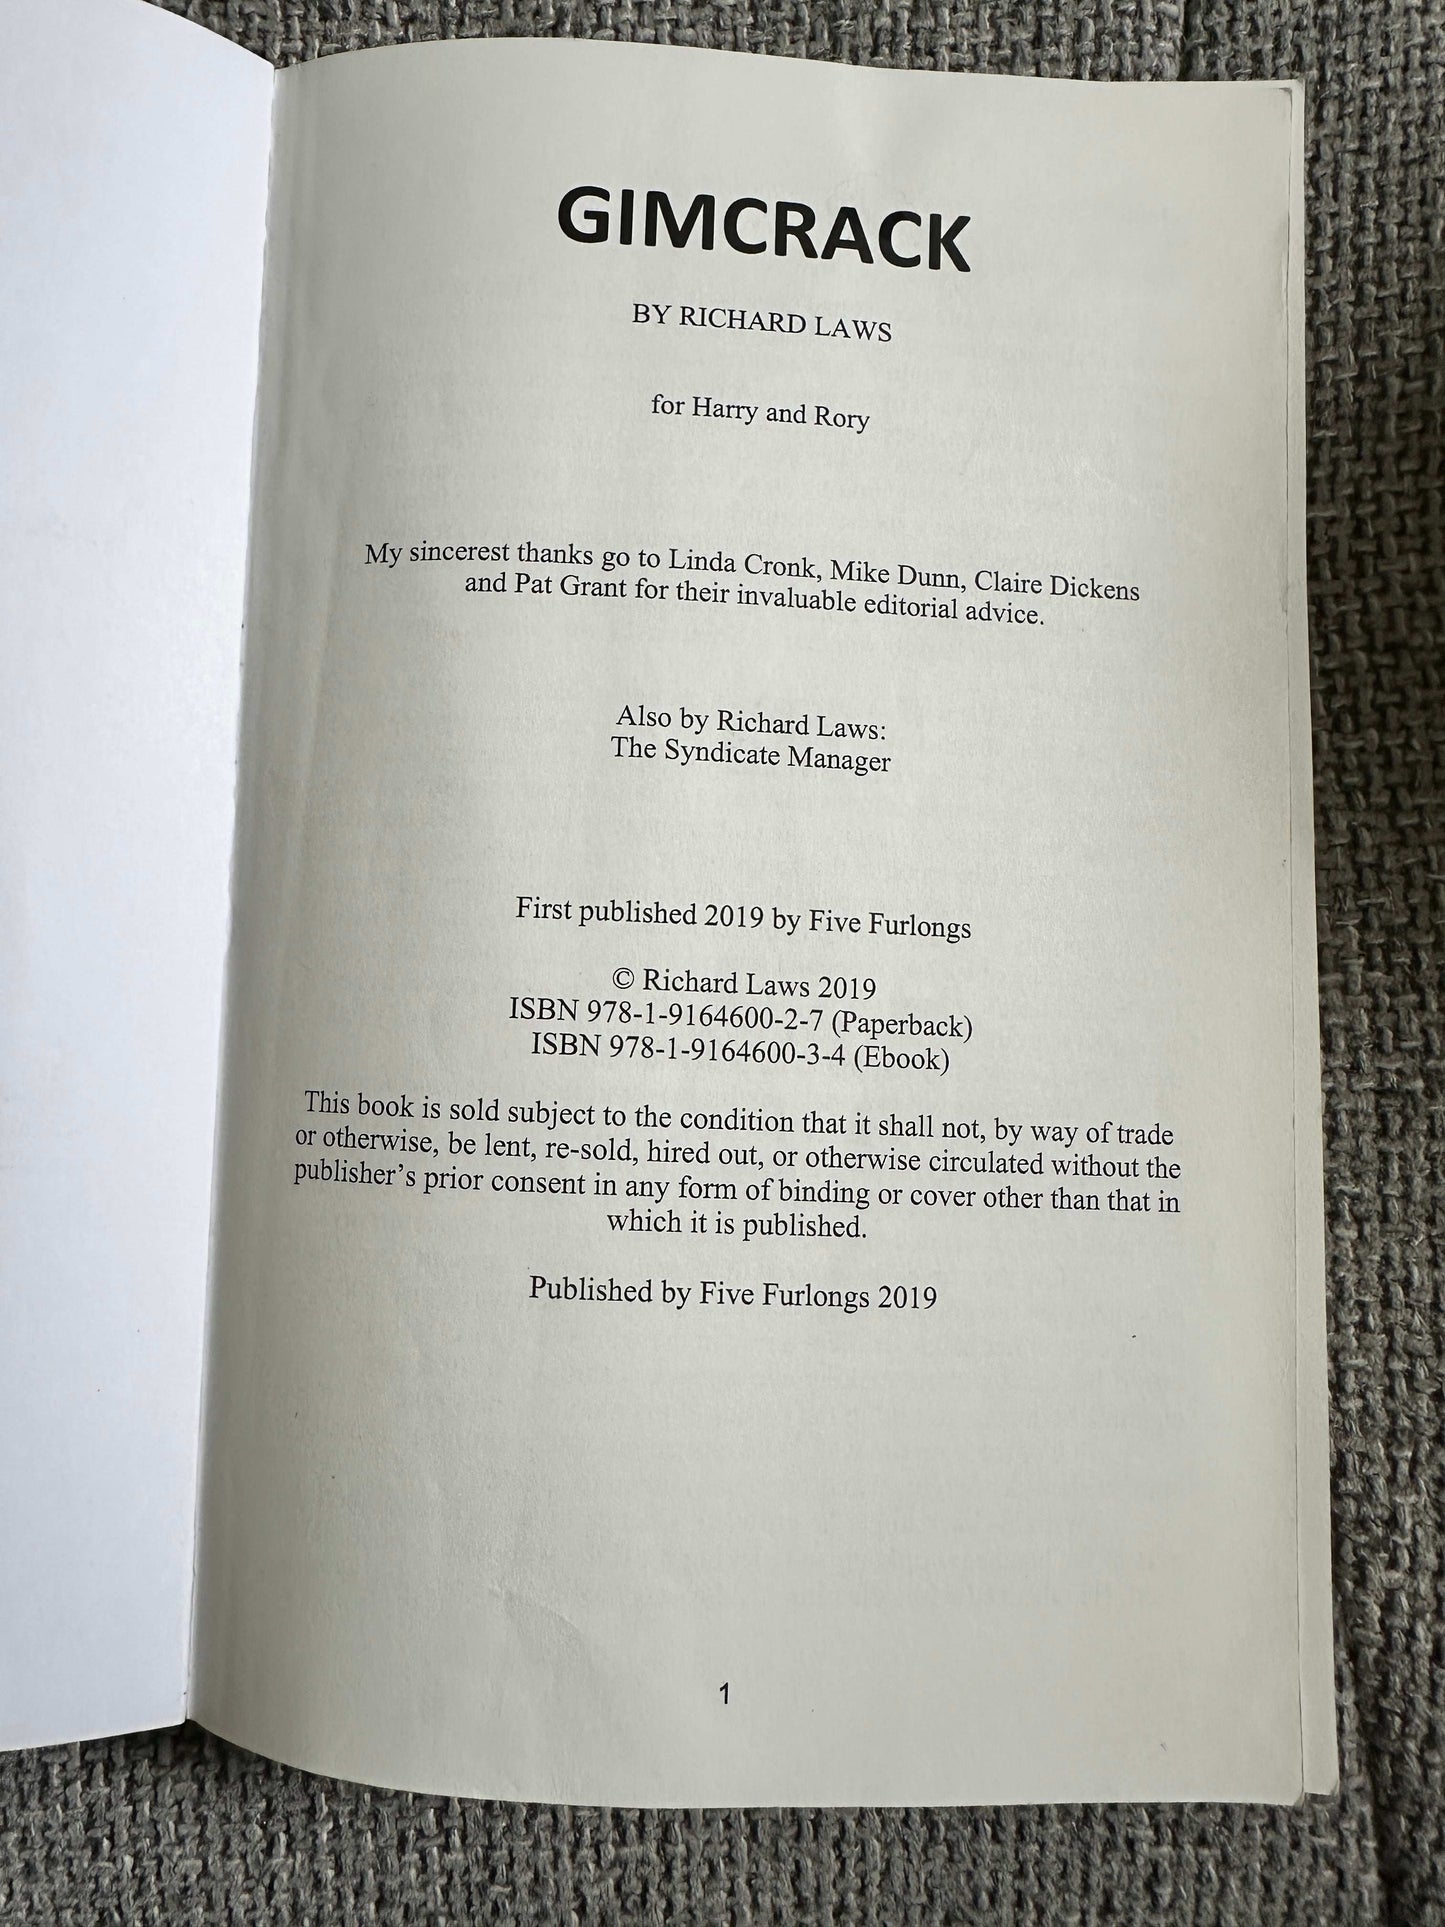 GIMCRACK
BY RICHARD LAWS
for Harry and Rory
My sincerest thanks go to Linda Cronk, Mike Dunn, Claire Dickens
and Pat Grant for their invaluable editorial advice.
Also by Richard Laws:
The Syndicate Manager
First published 2019 by Five Furlongs
© Richard Laws 2019
ISBN 978-1-9164600-2-7 (Paperback)
ISBN 978-1-9164600-3-4 (Ebook)
This book is sold subject to the condition that it shall not, by way of trade
or otherwise, be lent, re-sold, hired out, or otherwise circulated without the
publisher’s prior consent in any form of binding or cover other than that in
which it is published.
Published by Five Furlongs 2019
1